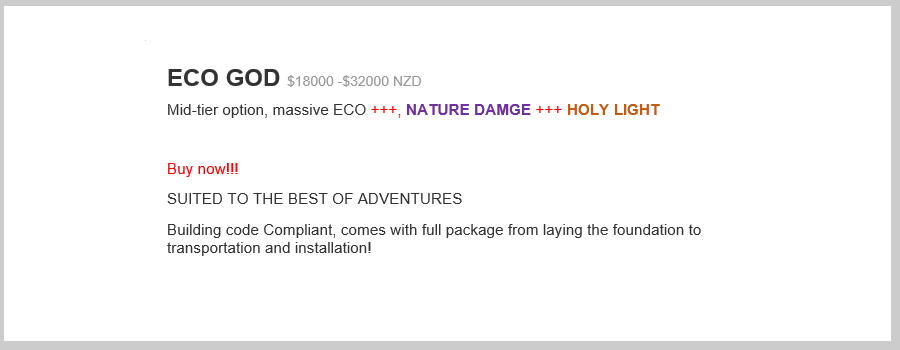 ECO GOD $18000 -$32000 NZD
Mid-tier option, massive ECO +++, NATURE DAMGE +++ HOLY LIGHT
Buy now!!!
SUITED TO THE BEST OF ADVENTURES
Building code Compliant, comes with full package from laying the foundation to
transportation and installation!